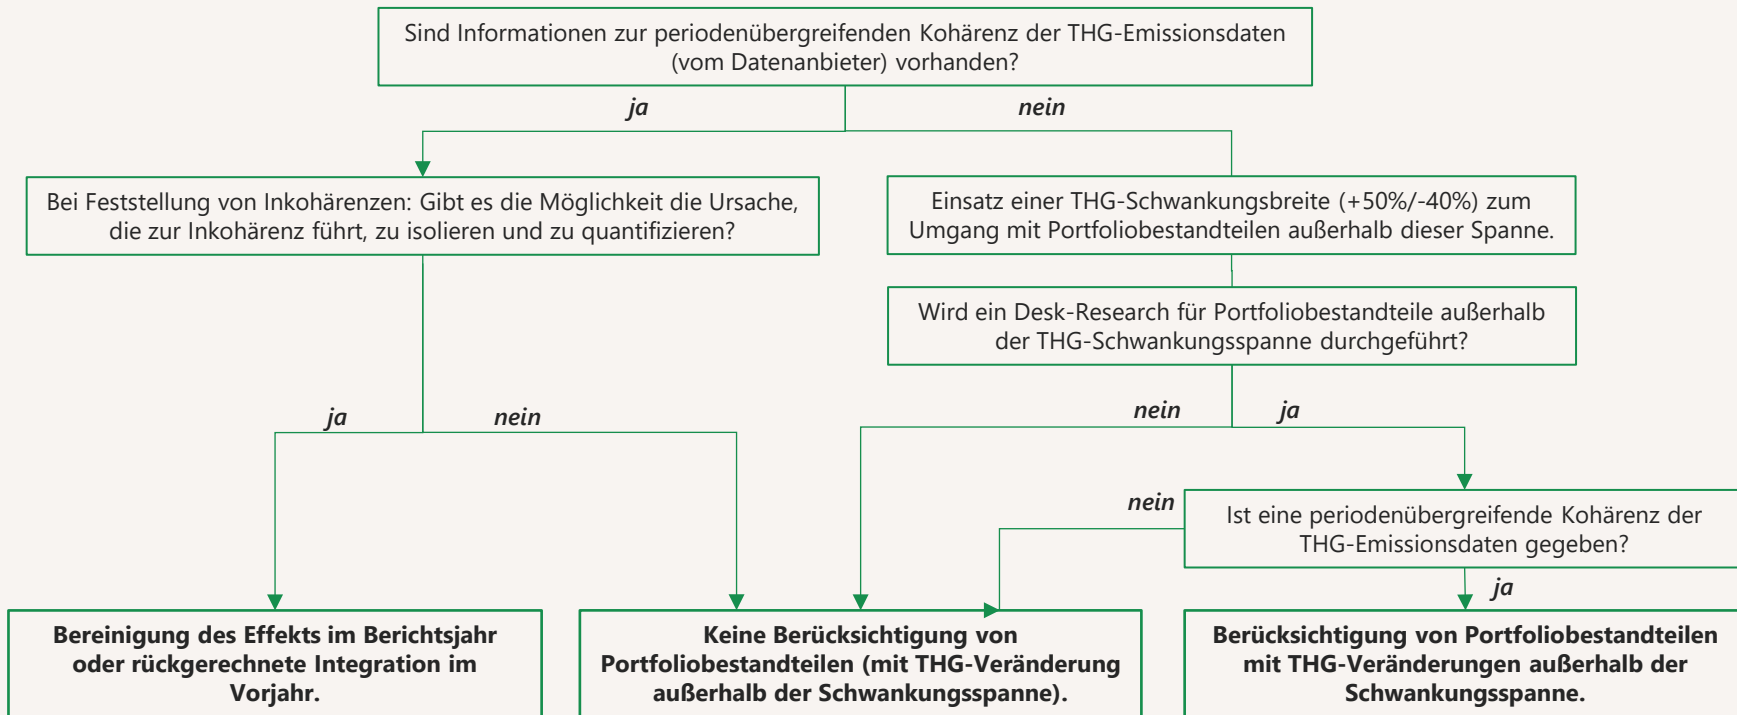 Sind Informationen zur periodenübergreifenden Kohärenz der THG-Emissionsdaten
(vom Datenanbieter) vorhanden?
ja
nein
Bei Feststellung von Inkohärenzen: Gibt es die Möglichkeit die Ursache,
die zur Inkohärenz führt, zu isolieren und zu quantifizieren?
Einsatz einer THG-Schwankungsbreite (+50%/-40%) zum
Umgang mit Portfoliobestandteilen außerhalb dieser Spanne.
Wird ein Desk-Research für Portfoliobestandteile außerhalb
der THG-Schwankungsspanne durchgeführt?
ja
nein
nein
ja
nein
Ist eine periodenübergreifende Kohärenz der
THG-Emissionsdaten gegeben?
ja
Bereinigung des Effekts im Berichtsjahr
oder rückgerechnete Integration im
Vorjahr.
Keine Berücksichtigung von
Portfoliobestandteilen (mit THG-Veränderung
außerhalb der Schwankungsspanne).
Berücksichtigung von Portfoliobestandteilen
mit THG-Veränderungen außerhalb der
Schwankungsspanne.